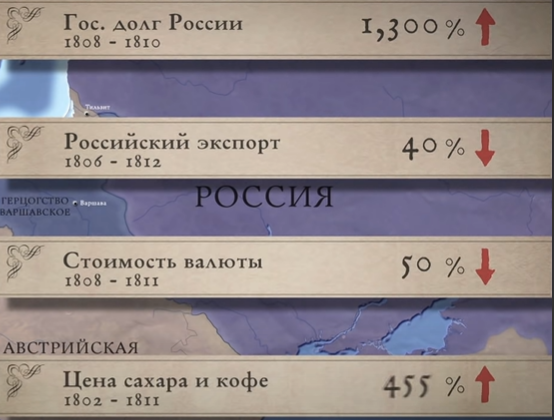 Гос. долг России
1808 - 1810
1,300 %
Тильзит
Российский экспорт
1806 - 1812
40 %
ГЕРЦОГСТВО
ВАРШАВСКОЕ
Варшава
РОССИЯ
Стоимость валюты
1808 - 1811
50 %
АВСТРИЙСКАЯ
Цена сахара и кофе
1802 - 1811
455 %